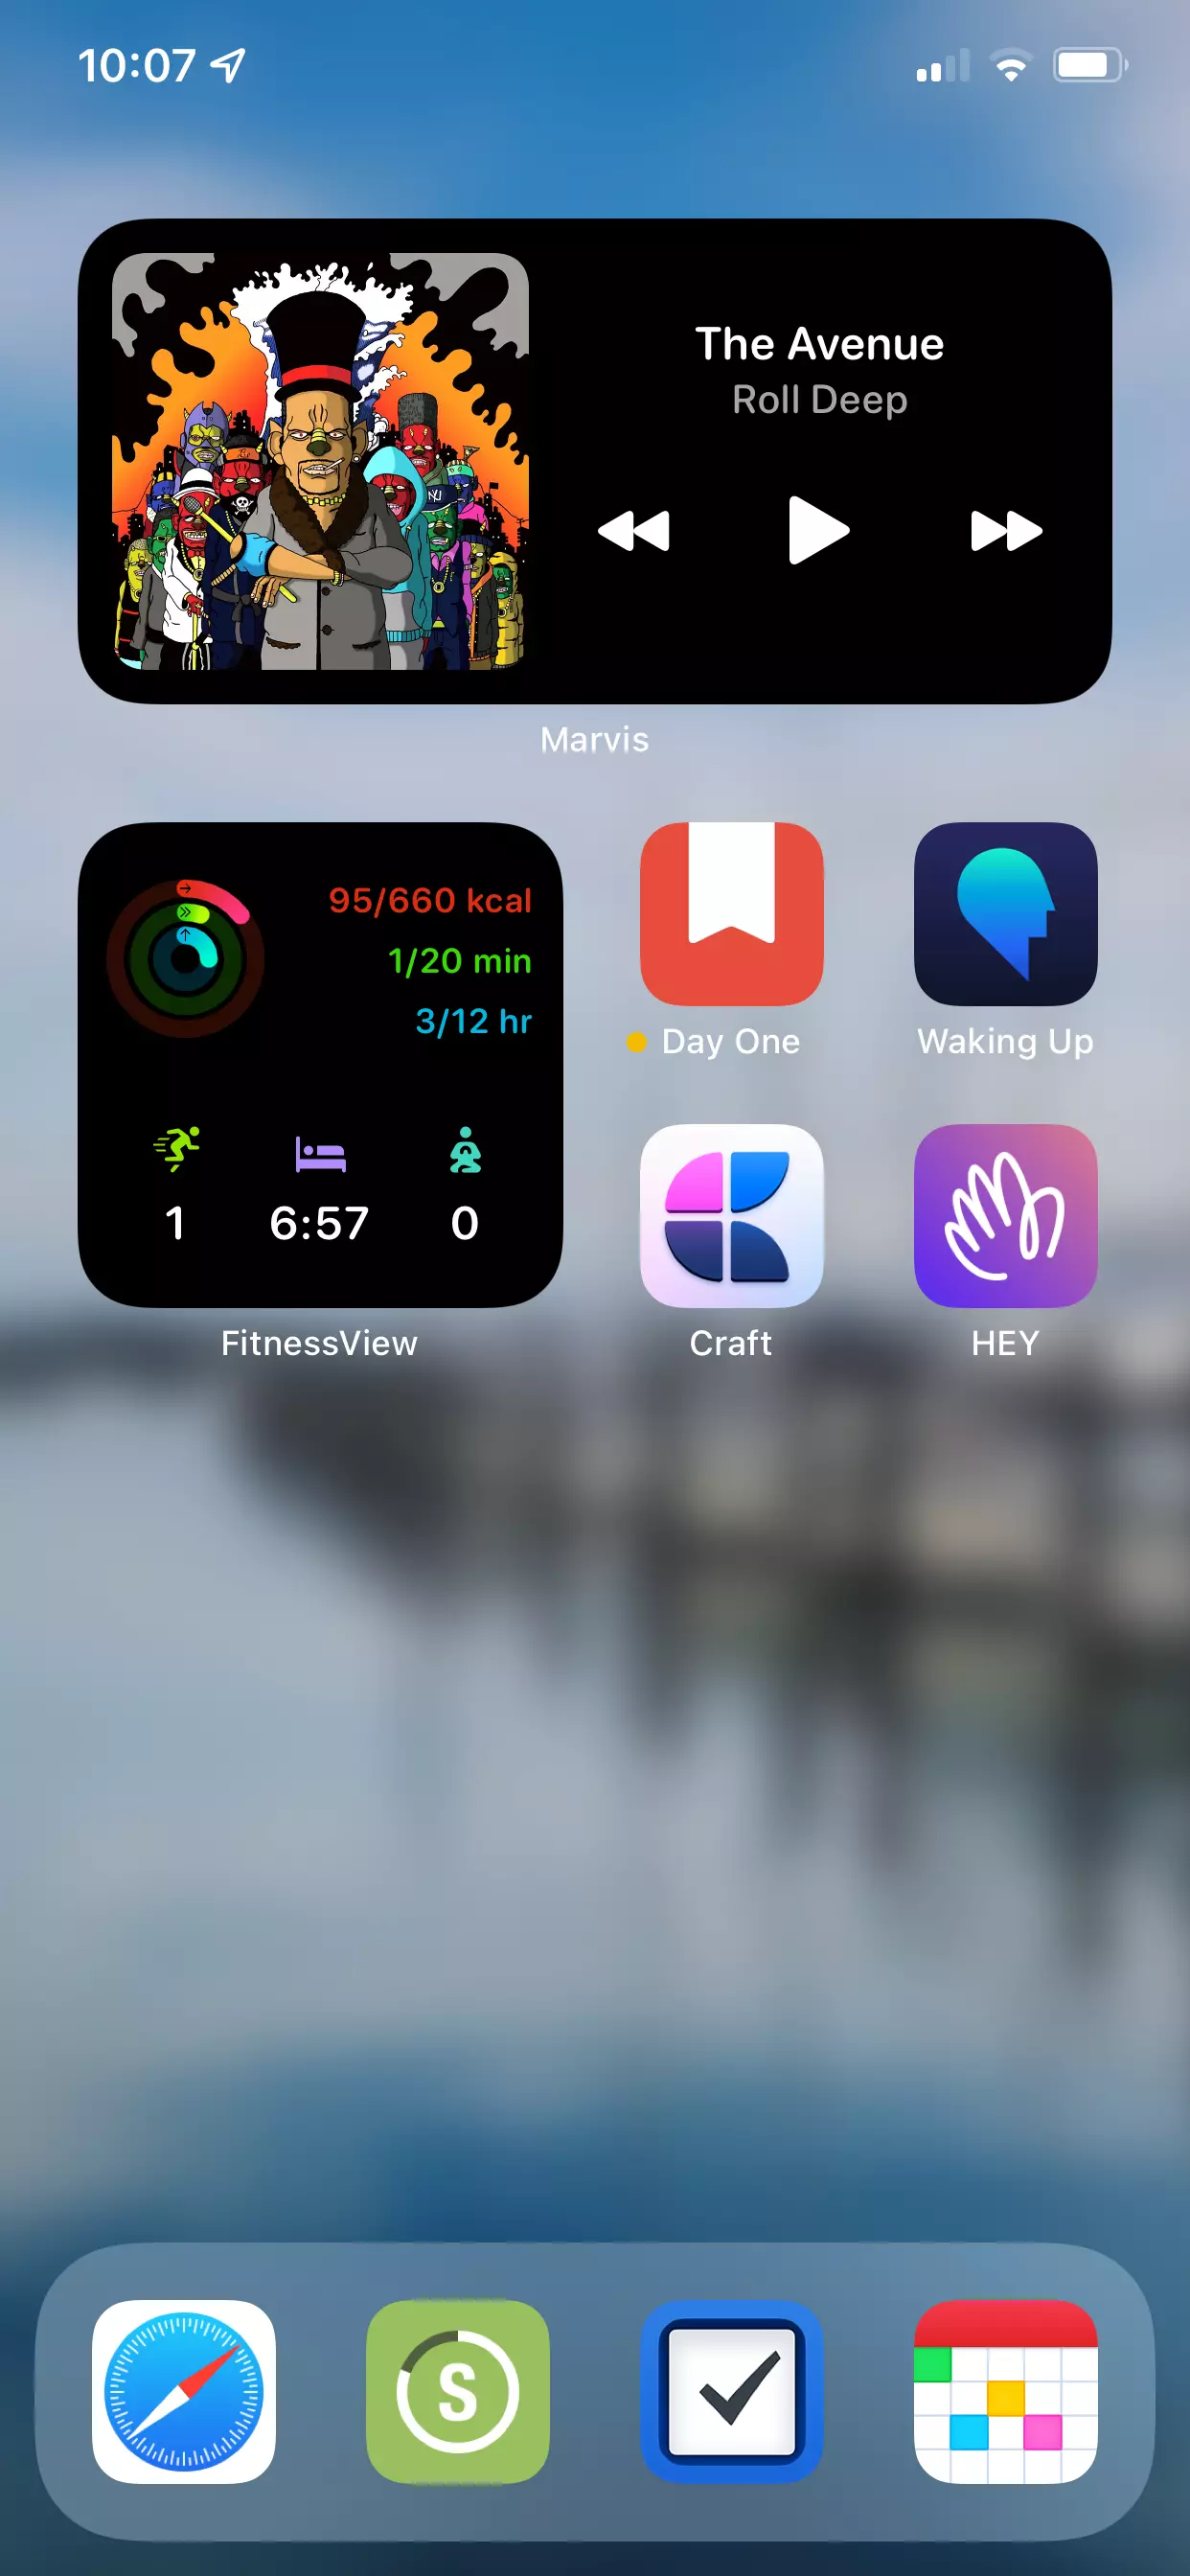 10:07
The Avenue
Roll Deep
Marvis
95/660 kcal
1/20 min
3/12 hr
1 6:57 0
FitnessView
Day One
Waking Up
Craft
HEY
S